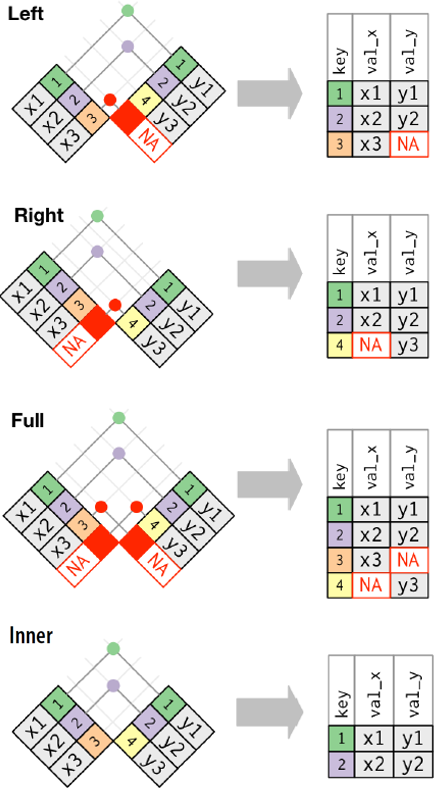 Left
1 x1
2 x2
3 x3
1 y1
2 y2
4 y3
NA
key val_x val_y
1 x1 y1
2 x2 y2
3 x3 NA
Right
1 x1
2 x2
3 x3
NA
1 y1
2 y2
4 y3
key val_x val_y
1 x1 y1
2 x2 y2
4 NA y3
Full
1 x1
2 x2
3 x3
NA
1 y1
2 y2
4 y3
NA
key val_x val_y
1 x1 y1
2 x2 y2
3 x3 NA
4 NA y3
Inner
1 x1
2 x2
3 x3
1 y1
2 y2
4 y3
key val_x val_y
1 x1 y1
2 x2 y2